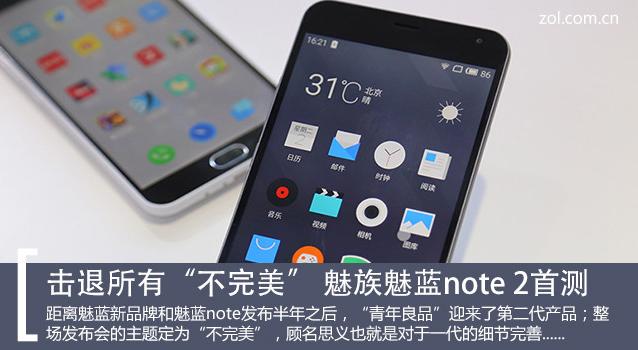 zol.com.cn
16:21
86
31℃
北京
晴
星期二
2
日历
邮件
时钟
阅读
音乐
视频
相机
图库
击退所有“不完美” 魅族魅蓝note 2首测
距离魅蓝新品牌和魅蓝note发布半年之后，“青年良品”迎来了第二代产品；整
场发布会的主题定为“不完美”，顾名思义也就是对于一代的细节完善......